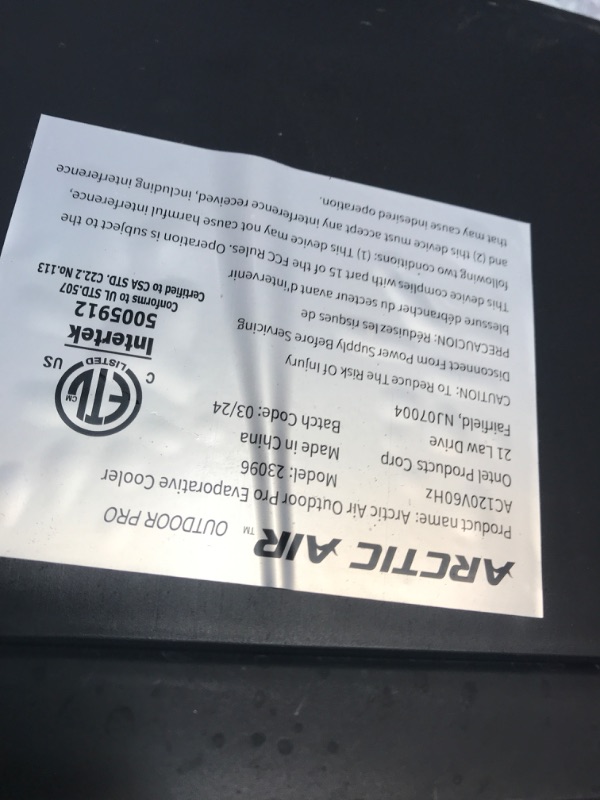 ARCTIC AIR™ OUTDOOR PRO
Product name: Arctic Air Outdoor Pro Evaporative Cooler
AC120V60Hz
Model: 23096
Ontel Products Corp
Made in China
21 Law Drive
Batch Code: 03/24
Fairfield, NJ07004
ETL CM
LISTED
C US
Intertek
5005912
Conforms to UL STD.507
Certified to CSA STD. C22.2 No.113
CAUTION: To Reduce The Risk Of Injury
Disconnect From Power Supply Before Servicing
PRECAUCION: Réduisez les risques de
blessure débrancher du secteur avant d'intervenir
This device complies with part 15 of the FCC Rules. Operation is subject to the
following two conditions: (1) This device may not cause harmful interference,
and (2) this device must accept any interference received, including interference
that may cause indesired operation.